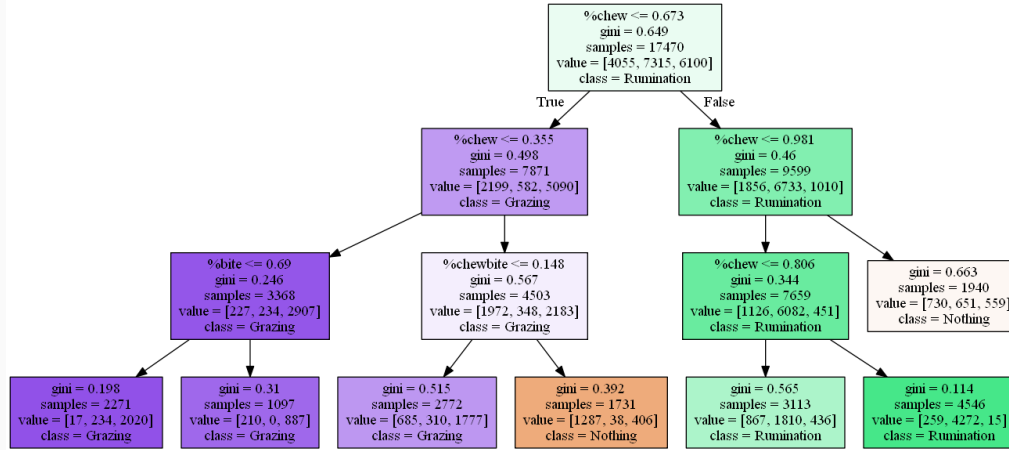 %chew <= 0.673
gini = 0.649
samples = 17470
value = [4055, 7315, 6100]
class = Rumination
True
False
%chew <= 0.355
gini = 0.498
samples = 7871
value = [2199, 582, 5090]
class = Grazing
%chew <= 0.981
gini = 0.46
samples = 9599
value = [1856, 6733, 1010]
class = Rumination
%bite <= 0.69
gini = 0.246
samples = 3368
value = [227, 234, 2907]
class = Grazing
%chewbite <= 0.148
gini = 0.567
samples = 4503
value = [1972, 348, 2183]
class = Grazing
%chew <= 0.806
gini = 0.344
samples = 7659
value = [1126, 6082, 451]
class = Rumination
gini = 0.663
samples = 1940
value = [730, 651, 559]
class = Nothing
gini = 0.198
samples = 2271
value = [17, 234, 2020]
class = Grazing
gini = 0.31
samples = 1097
value = [210, 0, 887]
class = Grazing
gini = 0.515
samples = 2772
value = [685, 310, 1777]
class = Grazing
gini = 0.392
samples = 1731
value = [1287, 38, 406]
class = Nothing
gini = 0.565
samples = 3113
value = [867, 1810, 436]
class = Rumination
gini = 0.114
samples = 4546
value = [259, 4272, 15]
class = Rumination